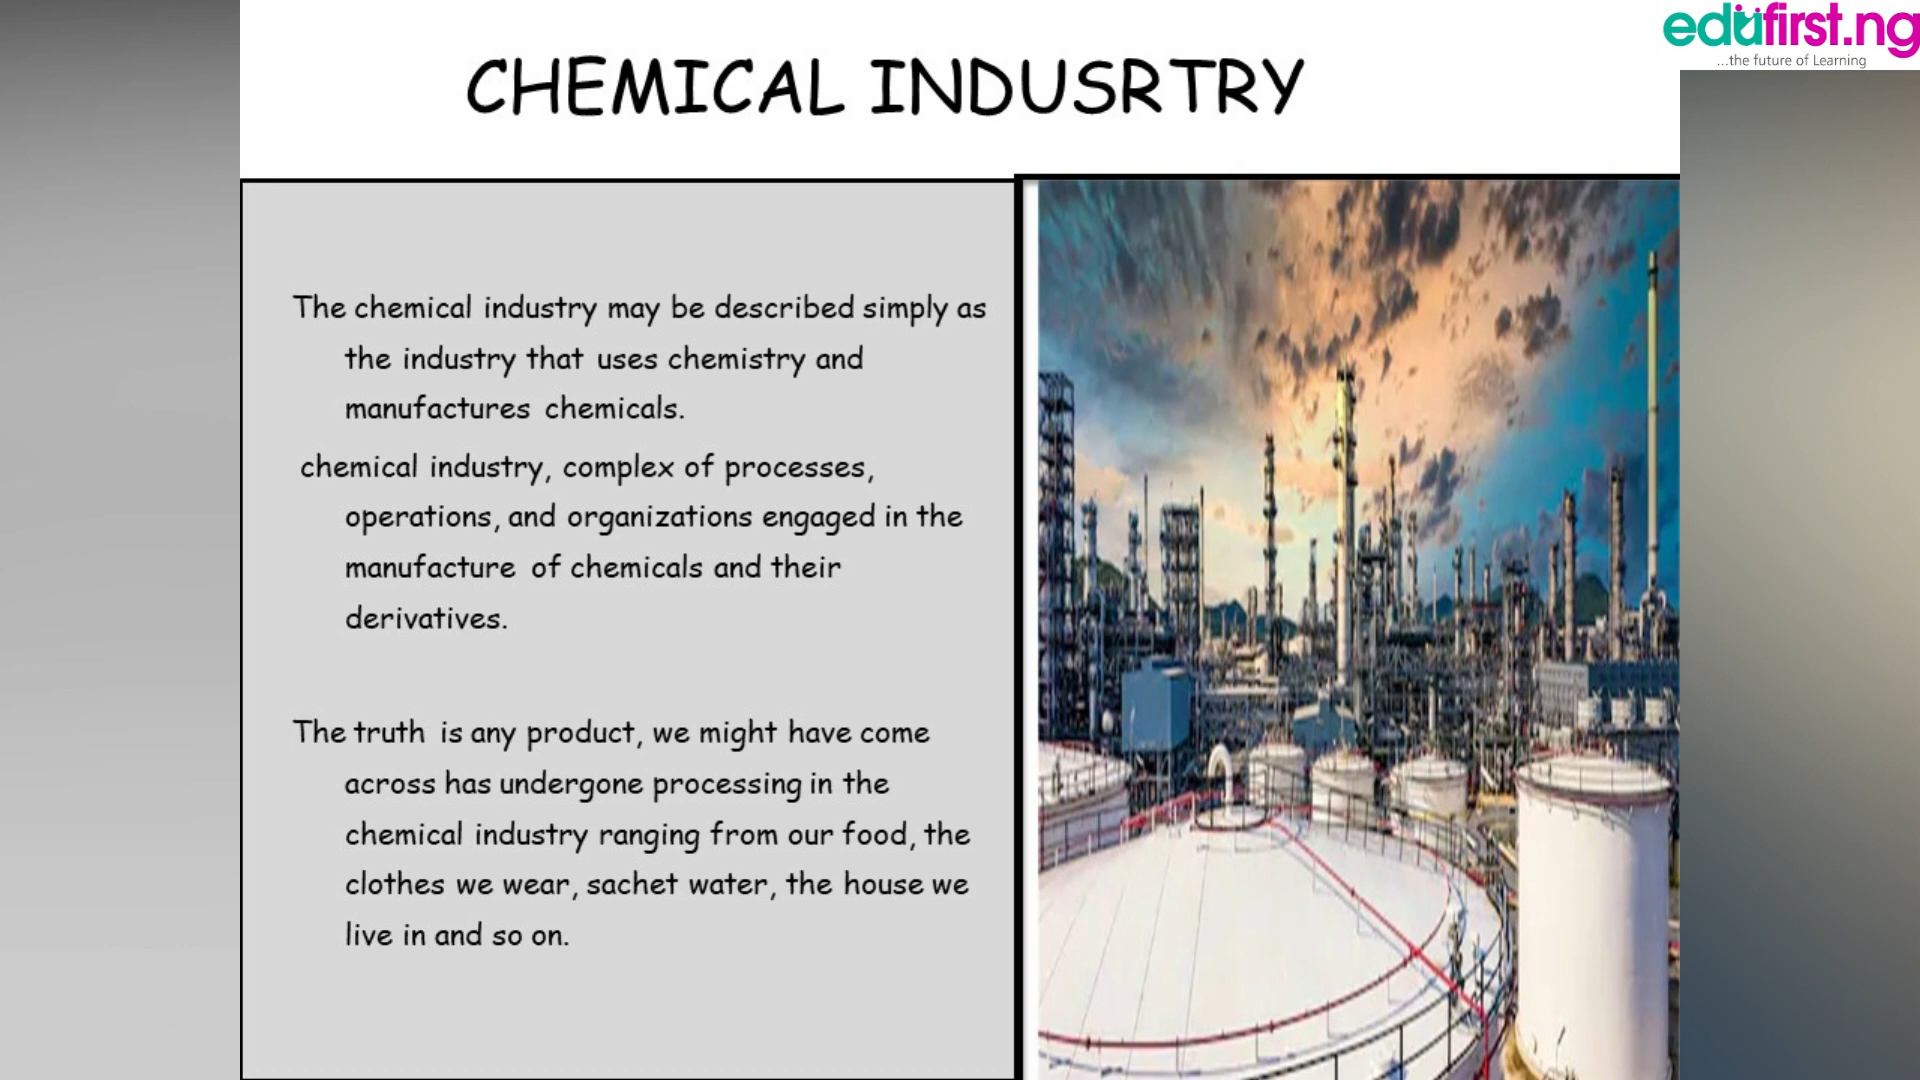 edufirst.ng
...the future of Learning
CHEMICAL INDUSRTRY
The chemical industry may be described simply as
the industry that uses chemistry and
manufactures chemicals.
chemical industry, complex of processes,
operations, and organizations engaged in the
manufacture of chemicals and their
derivatives.
The truth is any product, we might have come
across has undergone processing in the
chemical industry ranging from our food, the
clothes we wear, sachet water, the house we
live in and so on.